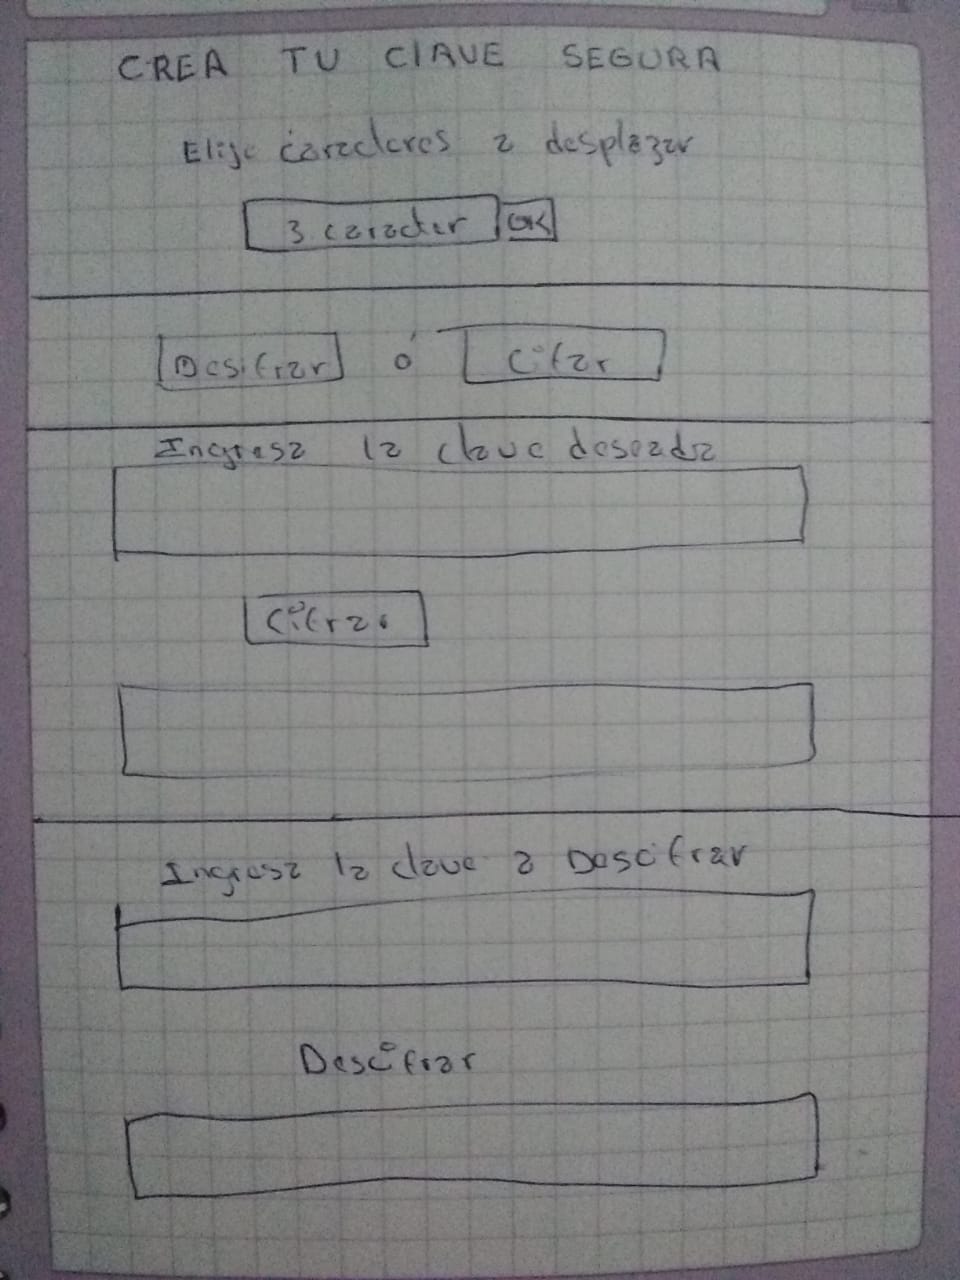 CREA TU ClAVE SEGURA
Elije caracteres a desplazar
3 caracter OK
Desifrar ó Cifar
Ingresa la clave deseada
Cifrar
Ingresa la clave a Descifrar
Descifrar